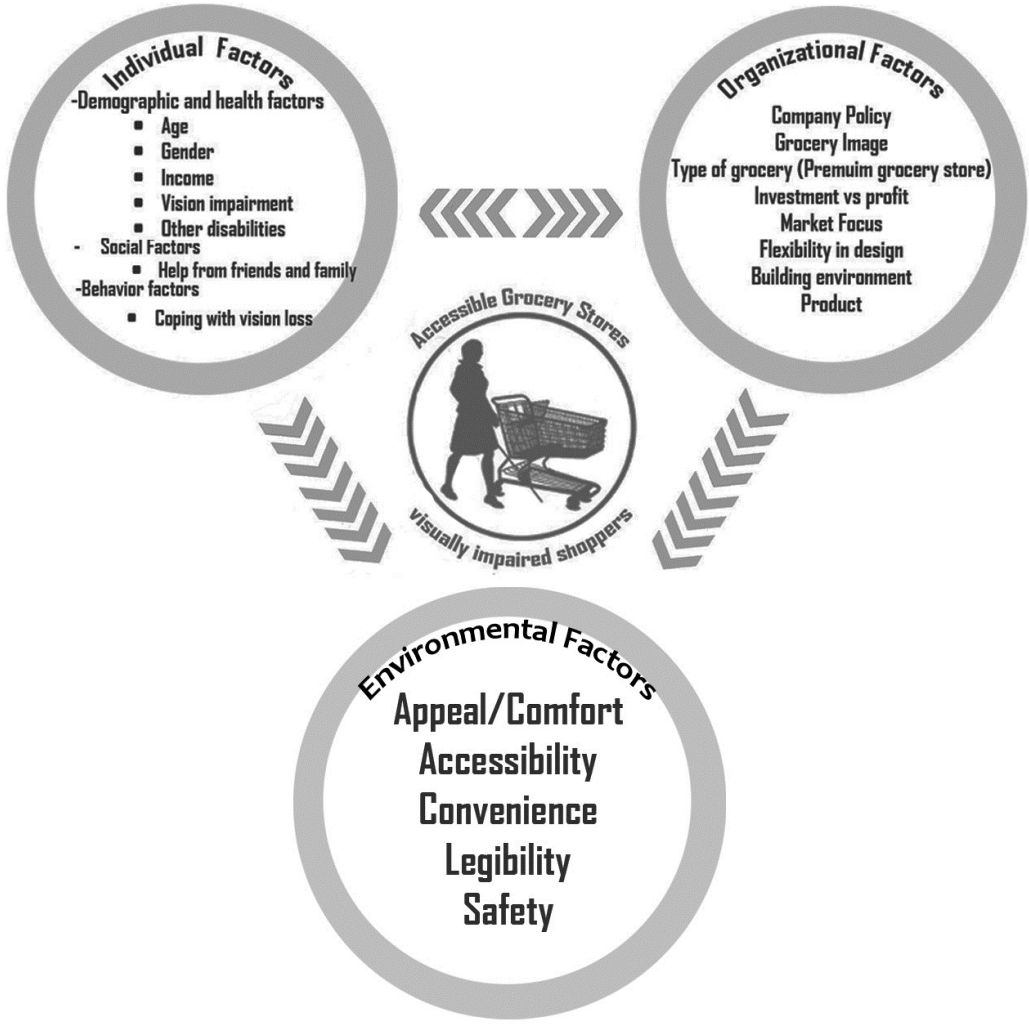 Individual Factors
-Demographic and health factors
▪ Age
▪ Gender
▪ Income
▪ Vision impairment
▪ Other disabilities
- Social Factors
▪ Help from friends and family
-Behavior factors
▪ Coping with vision loss
Organizational Factors
Company Policy
Grocery Image
Type of grocery (Premuim grocery store)
Investment vs profit
Market Focus
Flexibility in design
Building environment
Product
Accessible Grocery Stores
visually impaired shoppers
Environmental Factors
Appeal/Comfort
Accessibility
Convenience
Legibility
Safety